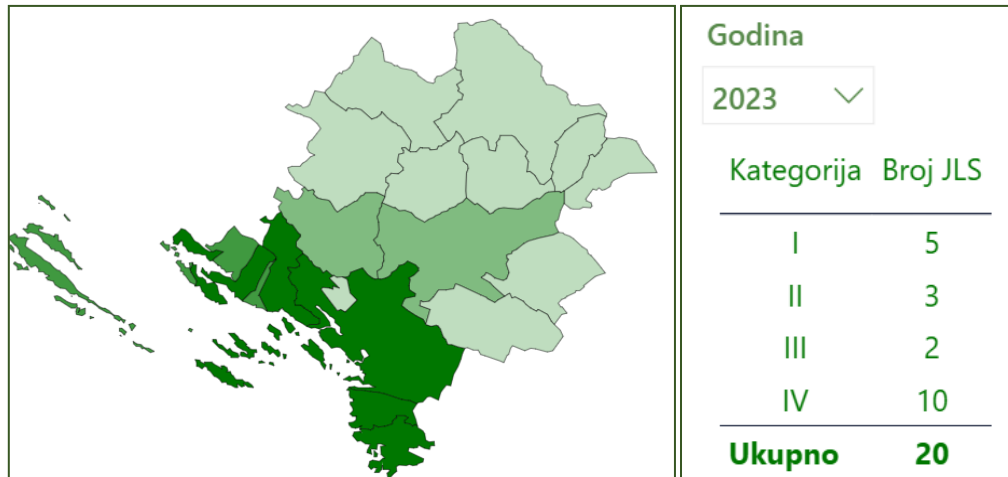 Godina
2023
Kategorija Broj JLS
I 5
II 3
III 2
IV 10
Ukupno 20